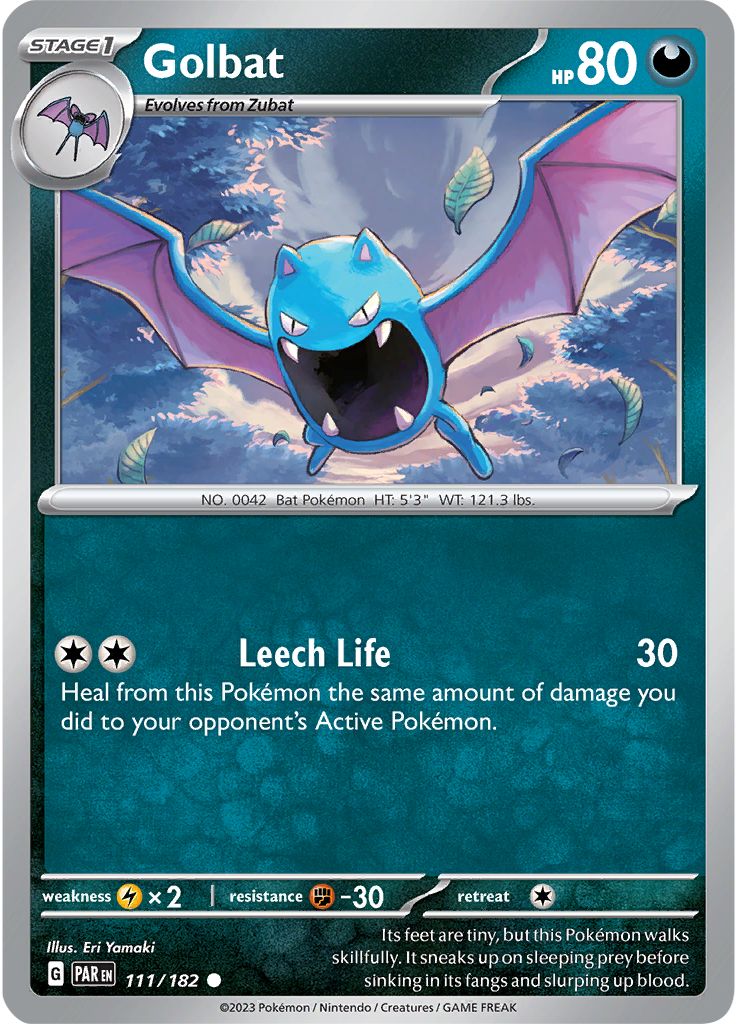 STAGE 1
Golbat
HP 80
Evolves from Zubat
NO. 0042 Bat Pokémon HT: 5'3" WT: 121.3 lbs.
Leech Life 30
Heal from this Pokémon the same amount of damage you
did to your opponent's Active Pokémon.
weakness ×2 resistance -30 retreat
Illus. Eri Yamaki
Its feet are tiny, but this Pokémon walks
skillfully. It sneaks up on sleeping prey before
sinking in its fangs and slurping up blood.
G PAR EN 111/182
©2023 Pokémon / Nintendo / Creatures / GAME FREAK